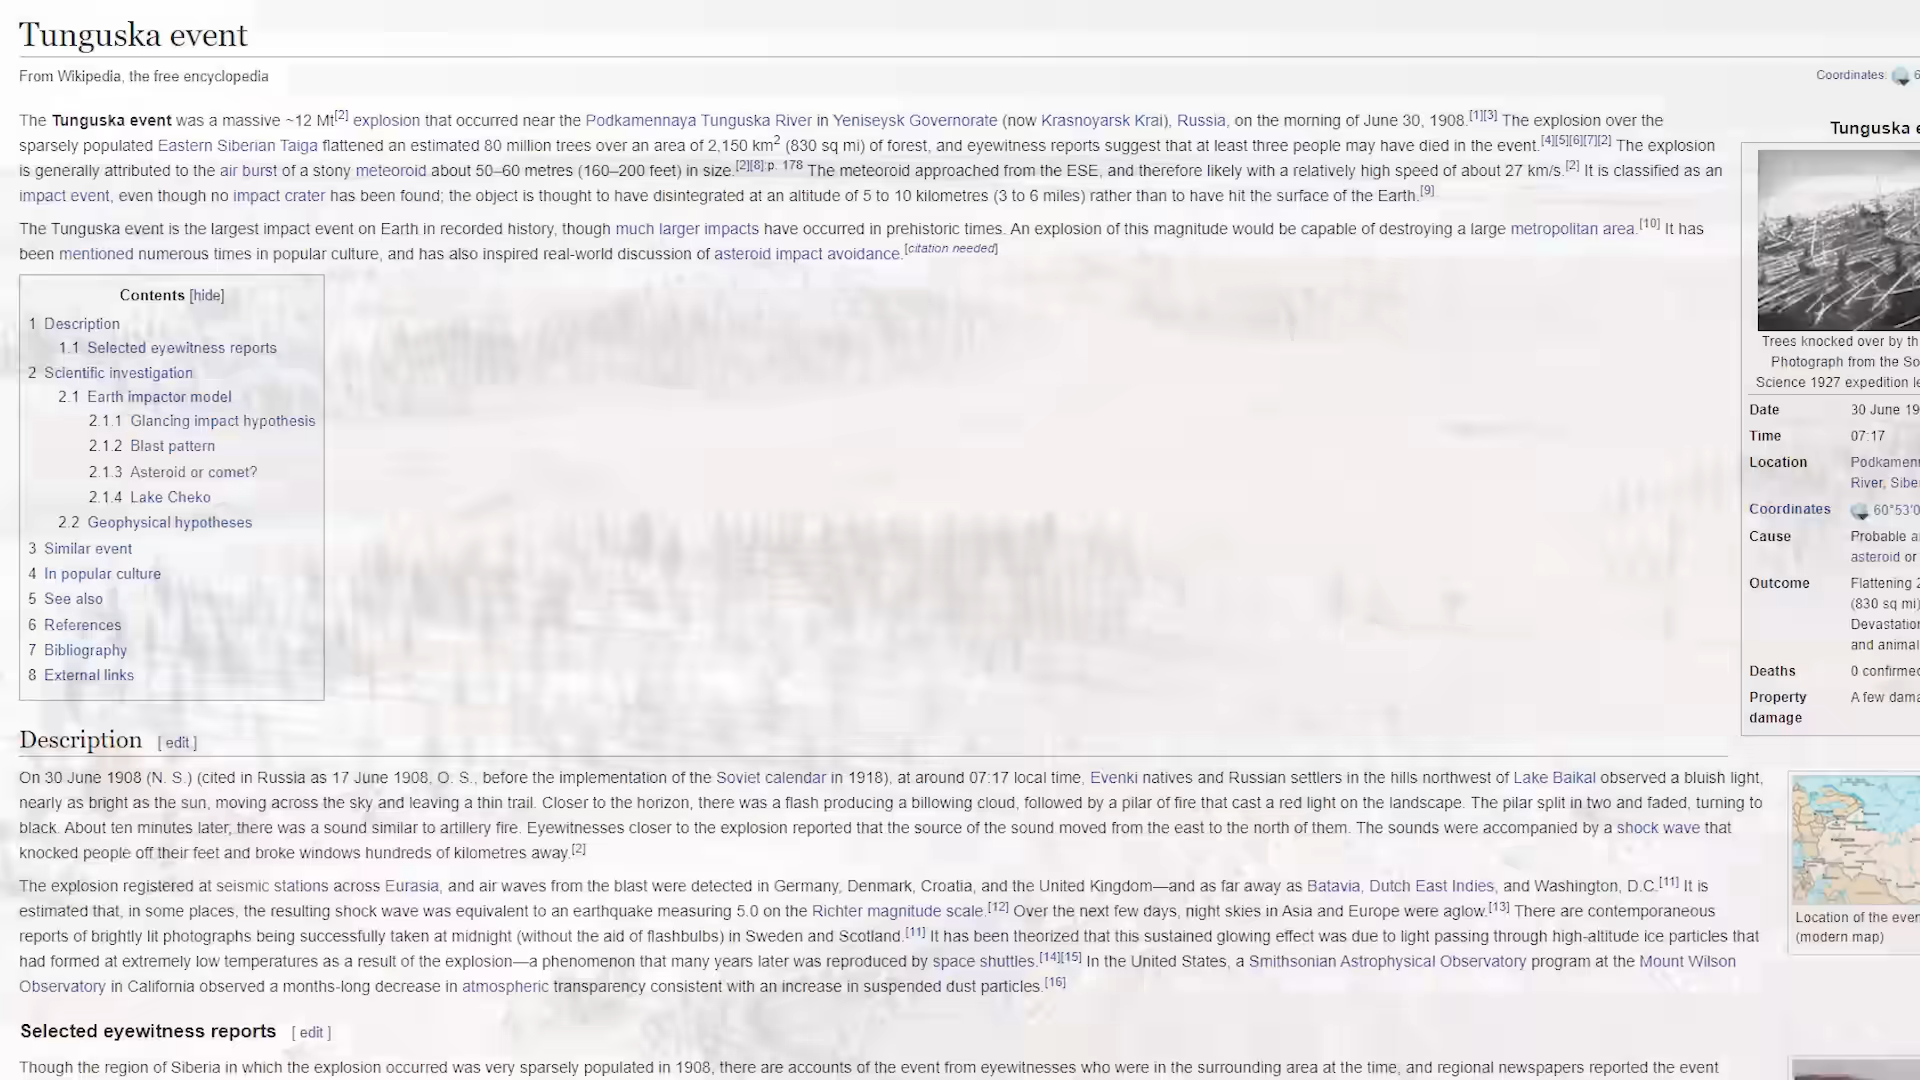 Tunguska event
From Wikipedia, the free encyclopedia
Coordinates: 6
The Tunguska event was a massive ~12 Mt[2] explosion that occurred near the Podkamennaya Tunguska River in Yeniseysk Governorate (now Krasnoyarsk Krai), Russia, on the morning of June 30, 1908.[1][3] The explosion over the
sparsely populated Eastern Siberian Taiga flattened an estimated 80 million trees over an area of 2,150 km2 (830 sq mi) of forest, and eyewitness reports suggest that at least three people may have died in the event.[4][5][6][7][2] The explosion
is generally attributed to the air burst of a stony meteoroid about 50–60 metres (160–200 feet) in size.[2][8]:p. 178 The meteoroid approached from the ESE, and therefore likely with a relatively high speed of about 27 km/s.[2] It is classified as an
impact event, even though no impact crater has been found; the object is thought to have disintegrated at an altitude of 5 to 10 kilometres (3 to 6 miles) rather than to have hit the surface of the Earth.[9]
The Tunguska event is the largest impact event on Earth in recorded history, though much larger impacts have occurred in prehistoric times. An explosion of this magnitude would be capable of destroying a large metropolitan area.[10] It has
been mentioned numerous times in popular culture, and has also inspired real-world discussion of asteroid impact avoidance.[citation needed]
Contents [hide]
1 Description
1.1 Selected eyewitness reports
2 Scientific investigation
2.1 Earth impactor model
2.1.1 Glancing impact hypothesis
2.1.2 Blast pattern
2.1.3 Asteroid or comet?
2.1.4 Lake Cheko
2.2 Geophysical hypotheses
3 Similar event
4 In popular culture
5 See also
6 References
7 Bibliography
8 External links
Tunguska e
Trees knocked over by th
Photograph from the So
Science 1927 expedition le
Date 30 June 19
Time 07:17
Location Podkamenn
River, Sibe
Coordinates 60°53′0
Cause Probable a
asteroid or
Outcome Flattening 2
(830 sq mi)
Devastation
and animal
Deaths 0 confirmed
Property A few dama
damage
Description [ edit ]
On 30 June 1908 (N. S.) (cited in Russia as 17 June 1908, O. S., before the implementation of the Soviet calendar in 1918), at around 07:17 local time, Evenki natives and Russian settlers in the hills northwest of Lake Baikal observed a bluish light,
nearly as bright as the sun, moving across the sky and leaving a thin trail. Closer to the horizon, there was a flash producing a billowing cloud, followed by a pilar of fire that cast a red light on the landscape. The pilar split in two and faded, turning to
black. About ten minutes later, there was a sound similar to artillery fire. Eyewitnesses closer to the explosion reported that the source of the sound moved from the east to the north of them. The sounds were accompanied by a shock wave that
knocked people off their feet and broke windows hundreds of kilometres away.[2]
The explosion registered at seismic stations across Eurasia, and air waves from the blast were detected in Germany, Denmark, Croatia, and the United Kingdom—and as far away as Batavia, Dutch East Indies, and Washington, D.C.[11] It is
estimated that, in some places, the resulting shock wave was equivalent to an earthquake measuring 5.0 on the Richter magnitude scale.[12] Over the next few days, night skies in Asia and Europe were aglow.[13] There are contemporaneous
reports of brightly lit photographs being successfully taken at midnight (without the aid of flashbulbs) in Sweden and Scotland.[11] It has been theorized that this sustained glowing effect was due to light passing through high-altitude ice particles that
had formed at extremely low temperatures as a result of the explosion—a phenomenon that many years later was reproduced by space shuttles.[14][15] In the United States, a Smithsonian Astrophysical Observatory program at the Mount Wilson
Observatory in California observed a months-long decrease in atmospheric transparency consistent with an increase in suspended dust particles.[16]
Location of the even
(modern map)
Selected eyewitness reports [ edit ]
Though the region of Siberia in which the explosion occurred was very sparsely populated in 1908, there are accounts of the event from eyewitnesses who were in the surrounding area at the time, and regional newspapers reported the event